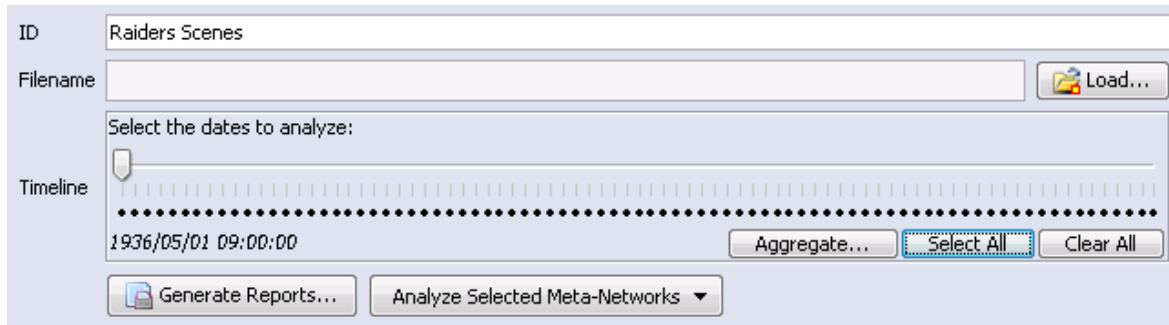 ID Raiders Scenes
Filename Load...
Select the dates to analyze:
Timeline
1936/05/01 09:00:00 Aggregate... Select All Clear All
Generate Reports... Analyze Selected Meta-Networks